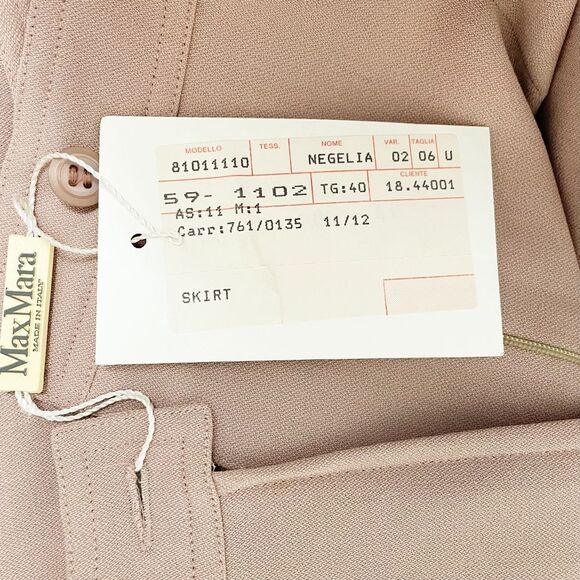 MODELLO TESS. NOME VAR. TAGLIA
81011110 NEGELIA 02 06 U
CLIENTE
59- 1102 TG:40 18.44001
AS:11 M:1
Carr:761/0135 11/12
SKIRT
MaxMara
MADE IN ITALY